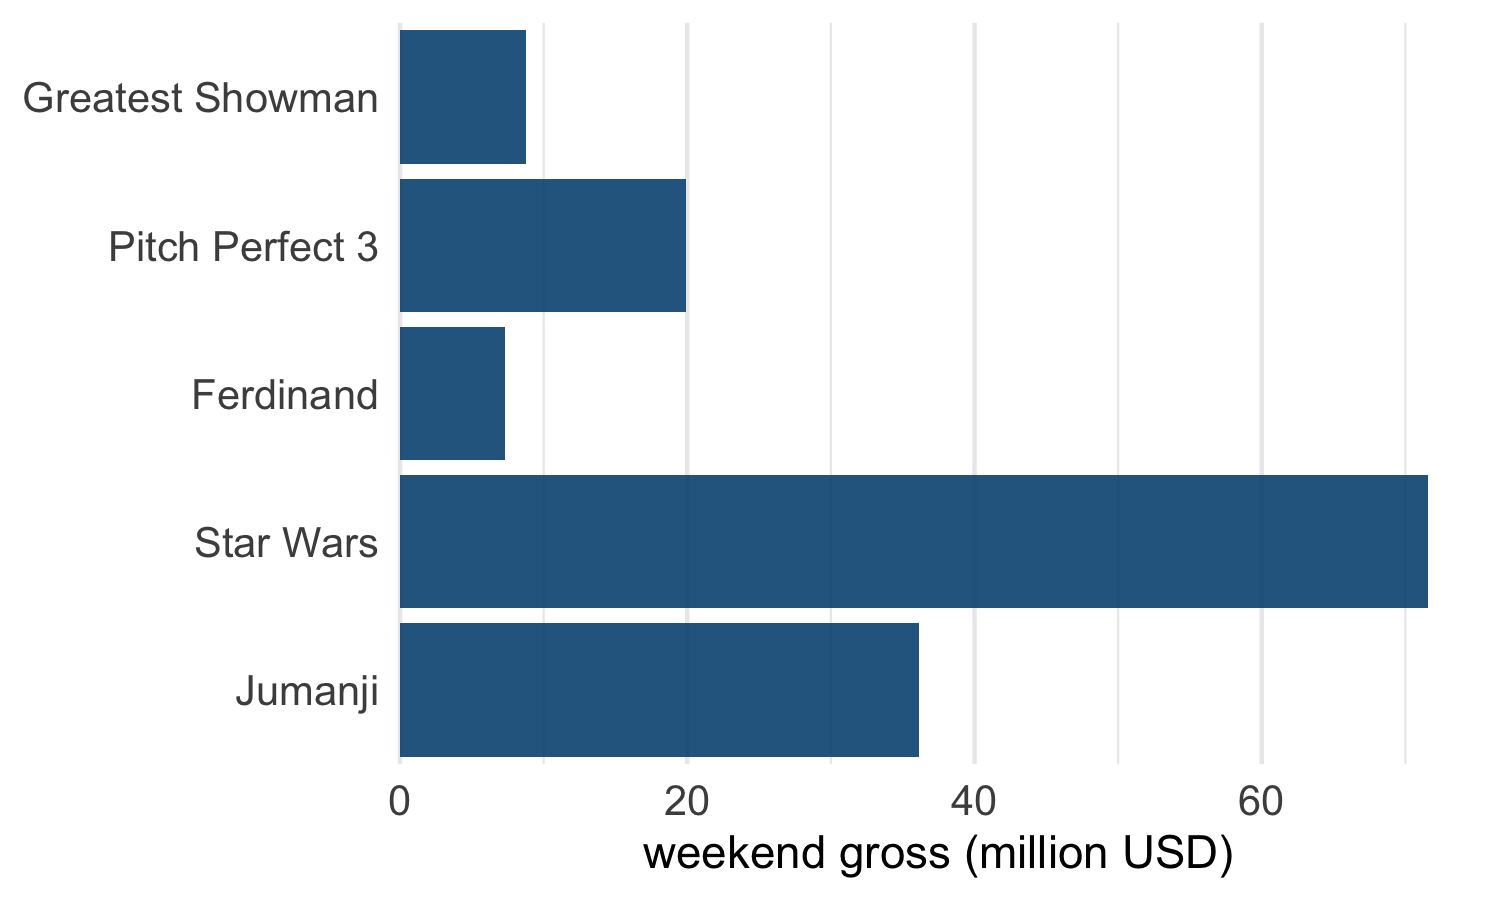 Greatest Showman
Pitch Perfect 3
Ferdinand
Star Wars
Jumanji
0 20 40 60
weekend gross (million USD)